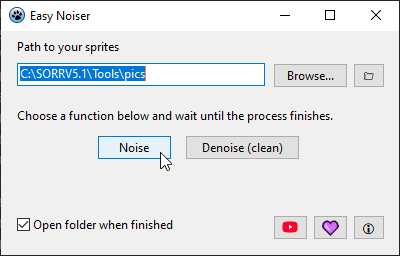 Easy Noiser
Path to your sprites
C:\SORRV5.1\Tools\pics
Browse...
Choose a function below and wait until the process finishes.
Noise
Denoise (clean)
Open folder when finished